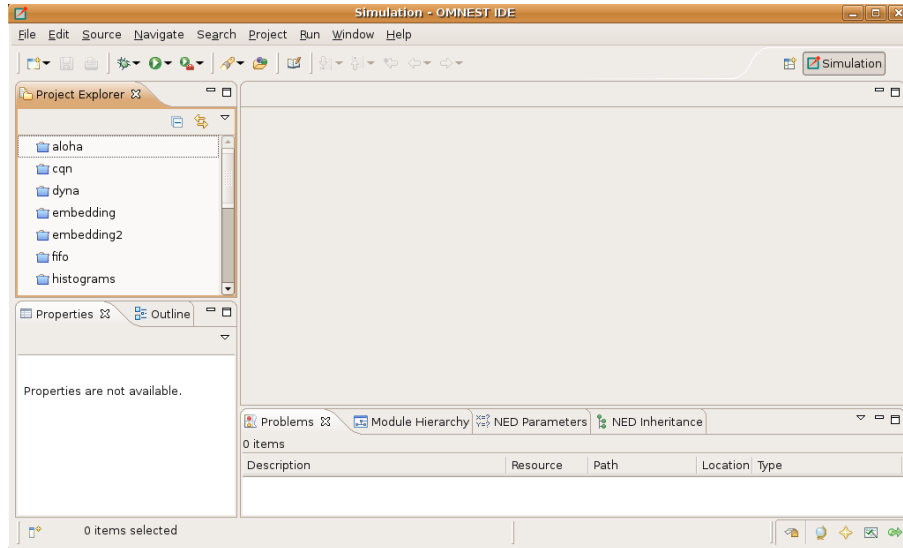 Simulation - OMNEST IDE
File Edit Source Navigate Search Project Run Window Help
Simulation
Project Explorer
aloha
cqn
dyna
embedding
embedding2
fifo
histograms
Properties Outline
Properties are not available.
Problems Module Hierarchy NED Parameters NED Inheritance
0 items
Description Resource Path Location Type
0 items selected